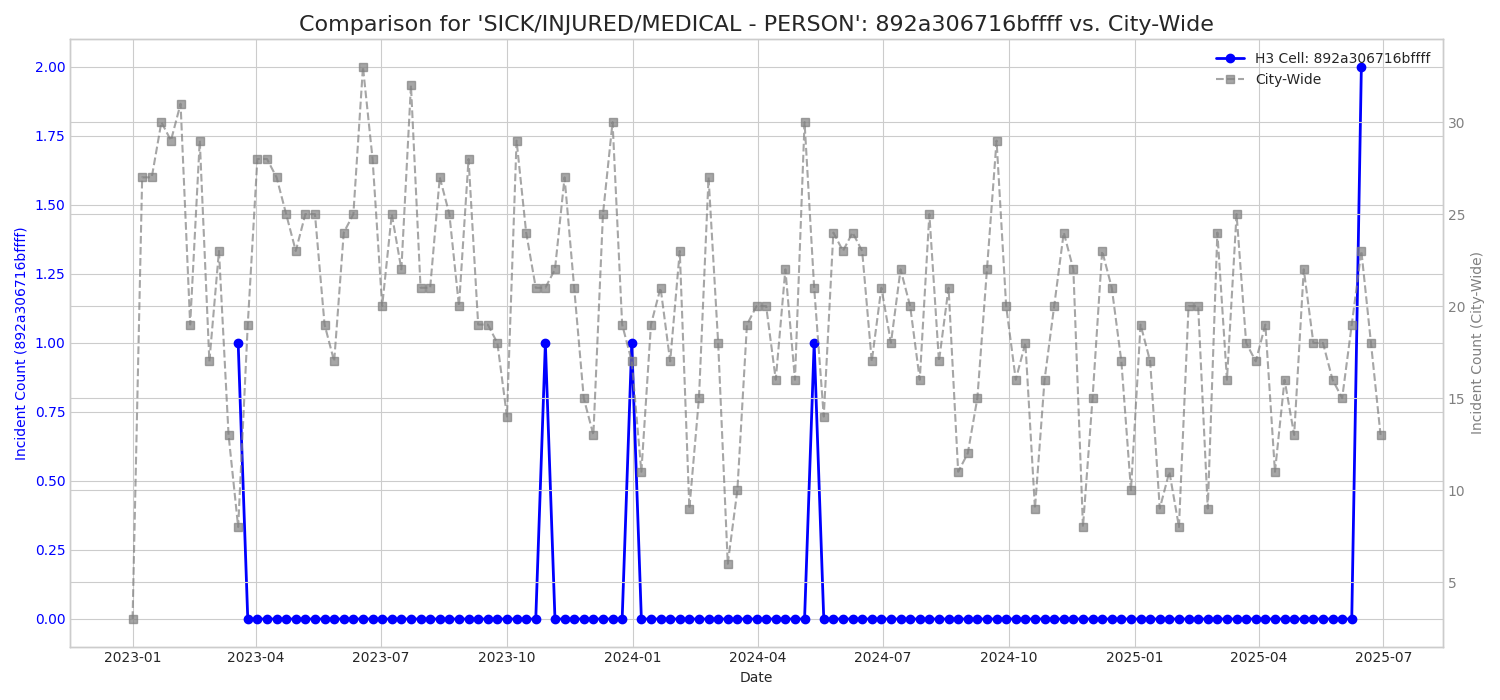 Comparison for 'SICK/INJURED/MEDICAL - PERSON': 892a306716bffff vs. City-Wide
H3 Cell: 892a306716bffff
City-Wide
Incident Count (892a306716bffff)
2.00
1.75
1.50
1.25
1.00
0.75
0.50
0.25
0.00
30
25
20
15
10
5
Incident Count (City-Wide)
2023-01 2023-04 2023-07 2023-10 2024-01 2024-04 2024-07 2024-10 2025-01 2025-04 2025-07
Date